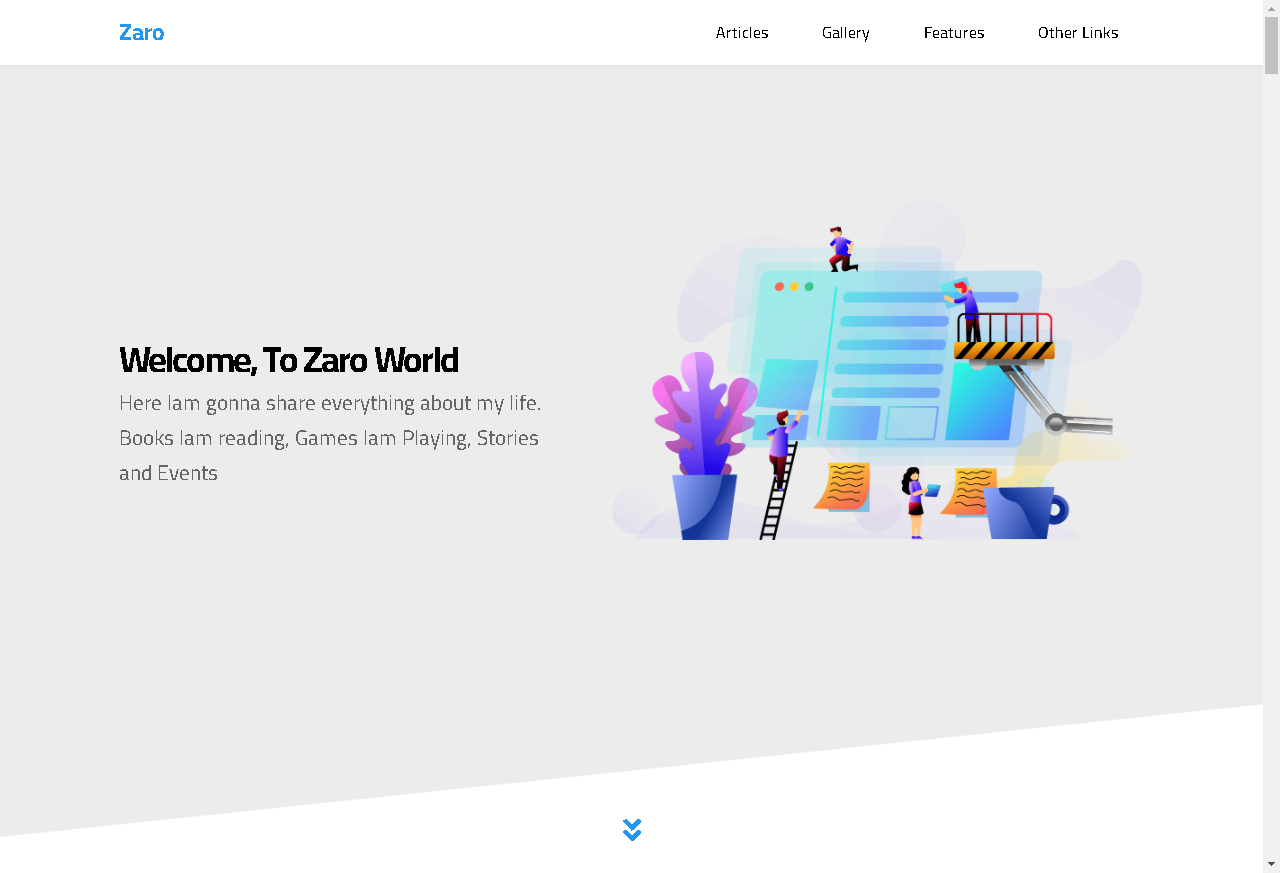 Zaro
Articles
Gallery
Features
Other Links
Welcome, To Zaro World
Here Iam gonna share everything about my life.
Books Iam reading, Games Iam Playing, Stories
and Events